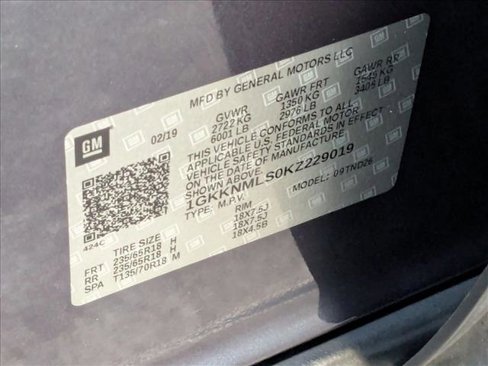 MFD BY GENERAL MOTORS LLC
GM
02/19
GVWR GAWR FRT GAWR RR
2722 KG 1350 KG 1545 KG
6001 LB 2976 LB 3405 LB
THIS VEHICLE CONFORMS TO ALL
APPLICABLE U.S. FEDERAL MOTOR
VEHICLE SAFETY STANDARDS IN EFFECT
ON THE DATE OF MANUFACTURE
SHOWN ABOVE.
1GKKNMLS0KZ229019
TYPE: M.P.V. MODEL: 09TND26
424C
TIRE SIZE RIM
FRT 235/65R18 H 18X7.5J
RR 235/65R18 H 18X7.5J
SPA T135/70R18 M 18X4.5B